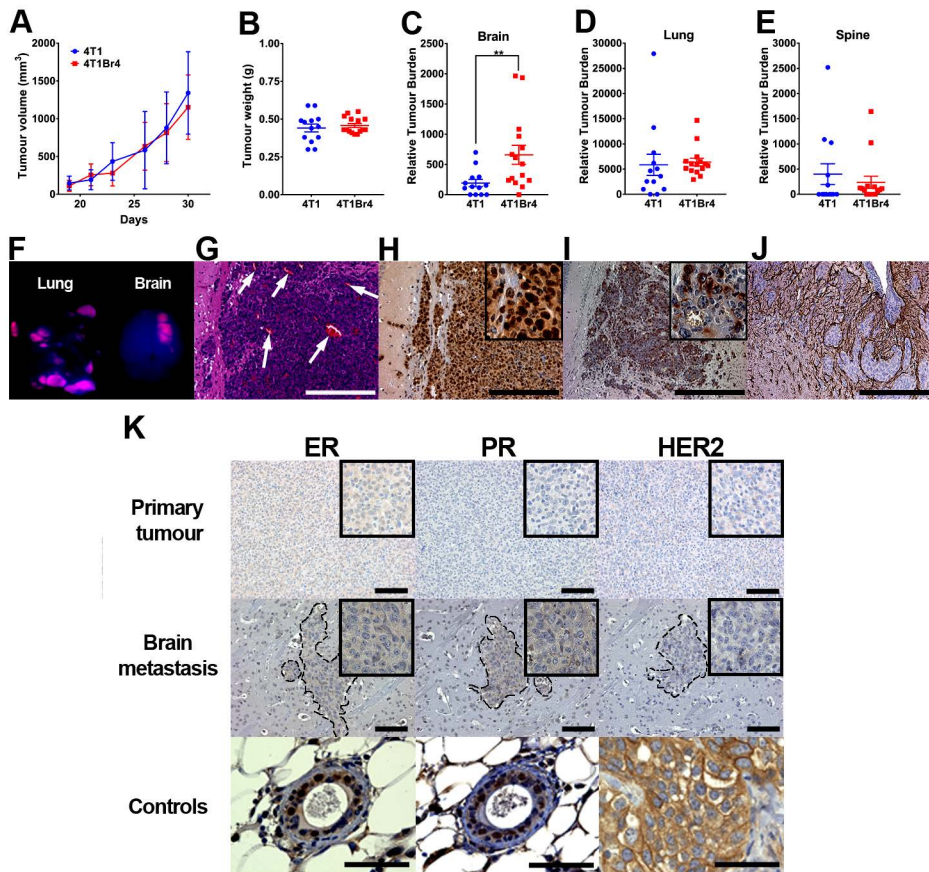 A
Tumour volume (mm3)
2000
1500
1000
500
0
20
25
30
Days
4T1
4T1Br4
B
Tumour weight (g)
1.00
0.75
0.50
0.25
0.00
4T1 4T1Br4
C
Brain
Relative Tumour Burden
2500
2000
1500
1000
500
0
**
4T1 4T1Br4
D
Lung
Relative Tumour Burden
30000
25000
20000
15000
10000
5000
0
4T1 4T1Br4
E
Spine
Relative Tumour Burden
5000
4000
3000
2000
1000
0
4T1 4T1Br4
F
Lung Brain
G
H
I
J
K
ER PR HER2
Primary
tumour
Brain
metastasis
Controls